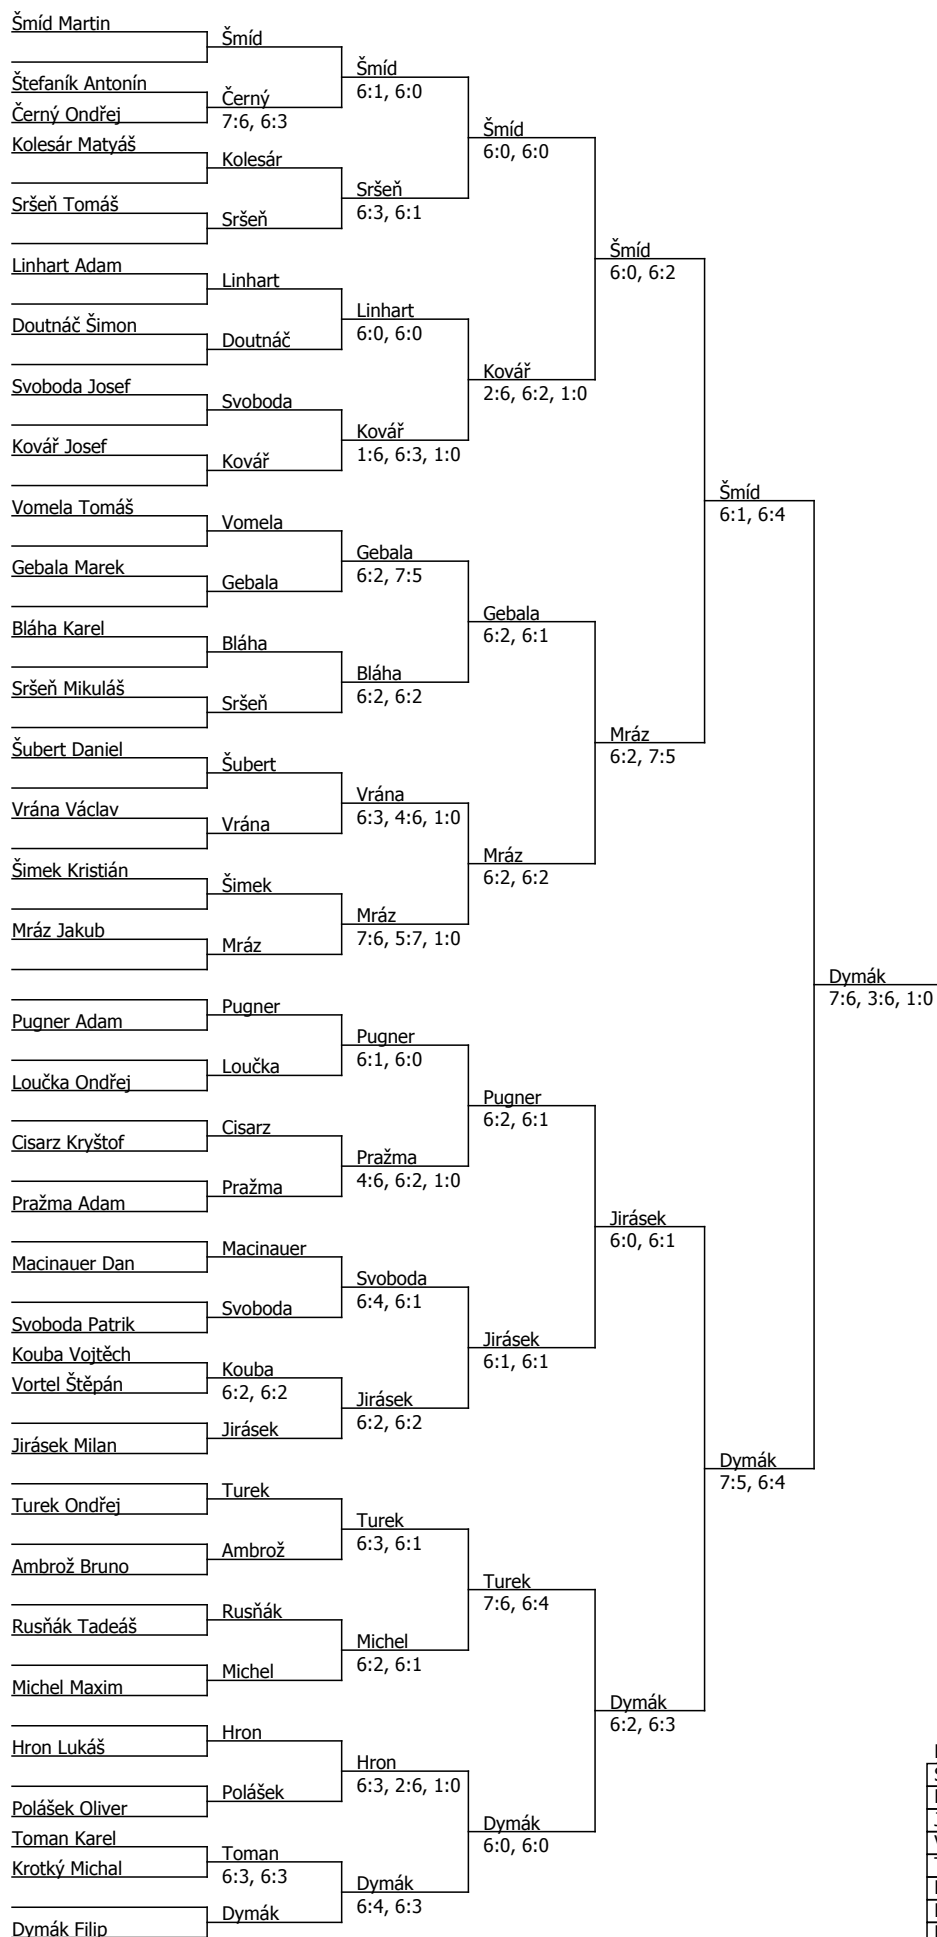 Šmíd Martin
Štefaník Antonín
Černý Ondřej
Kolesár Matyáš
Sršeň Tomáš
Linhart Adam
Doutnáč Šimon
Svoboda Josef
Kovář Josef
Vomela Tomáš
Gebala Marek
Bláha Karel
Sršeň Mikuláš
Šubert Daniel
Vrána Václav
Šimek Kristián
Mráz Jakub
Pugner Adam
Loučka Ondřej
Cisarz Kryštof
Pražma Adam
Macinauer Dan
Svoboda Patrik
Kouba Vojtěch
Vortel Štěpán
Jirásek Milan
Turek Ondřej
Ambrož Bruno
Rusňák Tadeáš
Michel Maxim
Hron Lukáš
Polášek Oliver
Toman Karel
Krotký Michal
Dymák Filip
Šmíd
Černý
7:6, 6:3
Kolesár
Sršeň
Linhart
Doutnáč
Svoboda
Kovář
Vomela
Gebala
Bláha
Sršeň
Šubert
Vrána
Šimek
Mráz
Pugner
Loučka
Cisarz
Pražma
Macinauer
Svoboda
Kouba
6:2, 6:2
Jirásek
Turek
Ambrož
Rusňák
Michel
Hron
Polášek
Toman
6:3, 6:3
Dymák
Šmíd
6:1, 6:0
Sršeň
6:3, 6:1
Linhart
6:0, 6:0
Kovář
1:6, 6:3, 1:0
Gebala
6:2, 7:5
Bláha
6:2, 6:2
Vrána
6:3, 4:6, 1:0
Mráz
7:6, 5:7, 1:0
Pugner
6:1, 6:0
Pražma
4:6, 6:2, 1:0
Svoboda
6:4, 6:1
Jirásek
6:2, 6:2
Turek
6:3, 6:1
Michel
6:2, 6:1
Hron
6:3, 2:6, 1:0
Dymák
6:4, 6:3
Šmíd
6:0, 6:0
Kovář
2:6, 6:2, 1:0
Gebala
6:2, 6:1
Mráz
6:2, 6:2
Pugner
6:2, 6:1
Jirásek
6:1, 6:1
Turek
7:6, 6:4
Dymák
6:0, 6:0
Šmíd
6:0, 6:2
Mráz
6:2, 7:5
Jirásek
6:0, 6:1
Dymák
6:2, 6:3
Šmíd
6:1, 6:4
Dymák
7:5, 6:4
Dymák
7:6, 3:6, 1:0